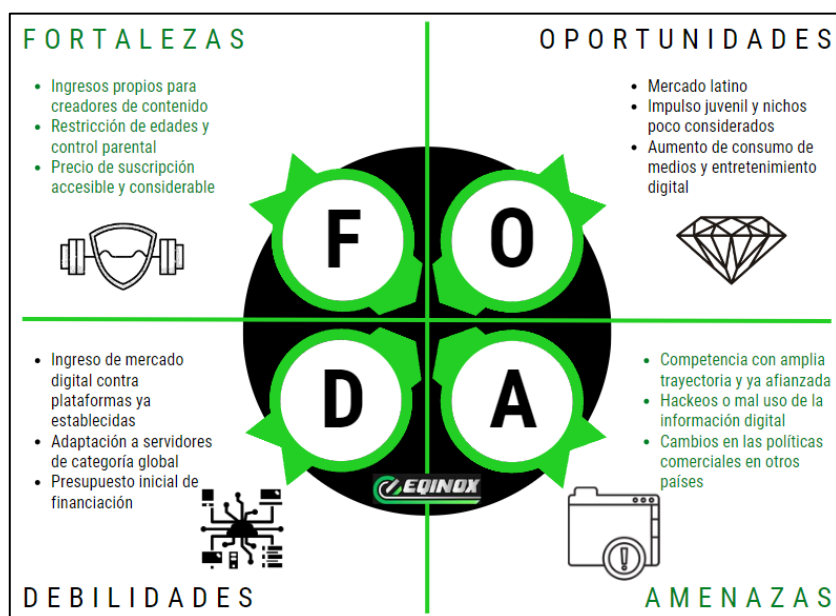 FORTALEZAS
• Ingresos propios para
creadores de contenido
• Restricción de edades y
control parental
• Precio de suscripción
accesible y considerable
OPORTUNIDADES
• Mercado latino
• Impulso juvenil y nichos
poco considerados
• Aumento de consumo de
medios y entretenimiento
digital
F
O
D
A
• Ingreso de mercado
digital contra
plataformas ya
establecidas
• Adaptación a servidores
de categoría global
• Presupuesto inicial de
financiación
DEBILIDADES
EQINOX
• Competencia con amplia
trayectoria y ya afianzada
• Hackeos o mal uso de la
información digital
• Cambios en las políticas
comerciales en otros
países
AMENAZAS